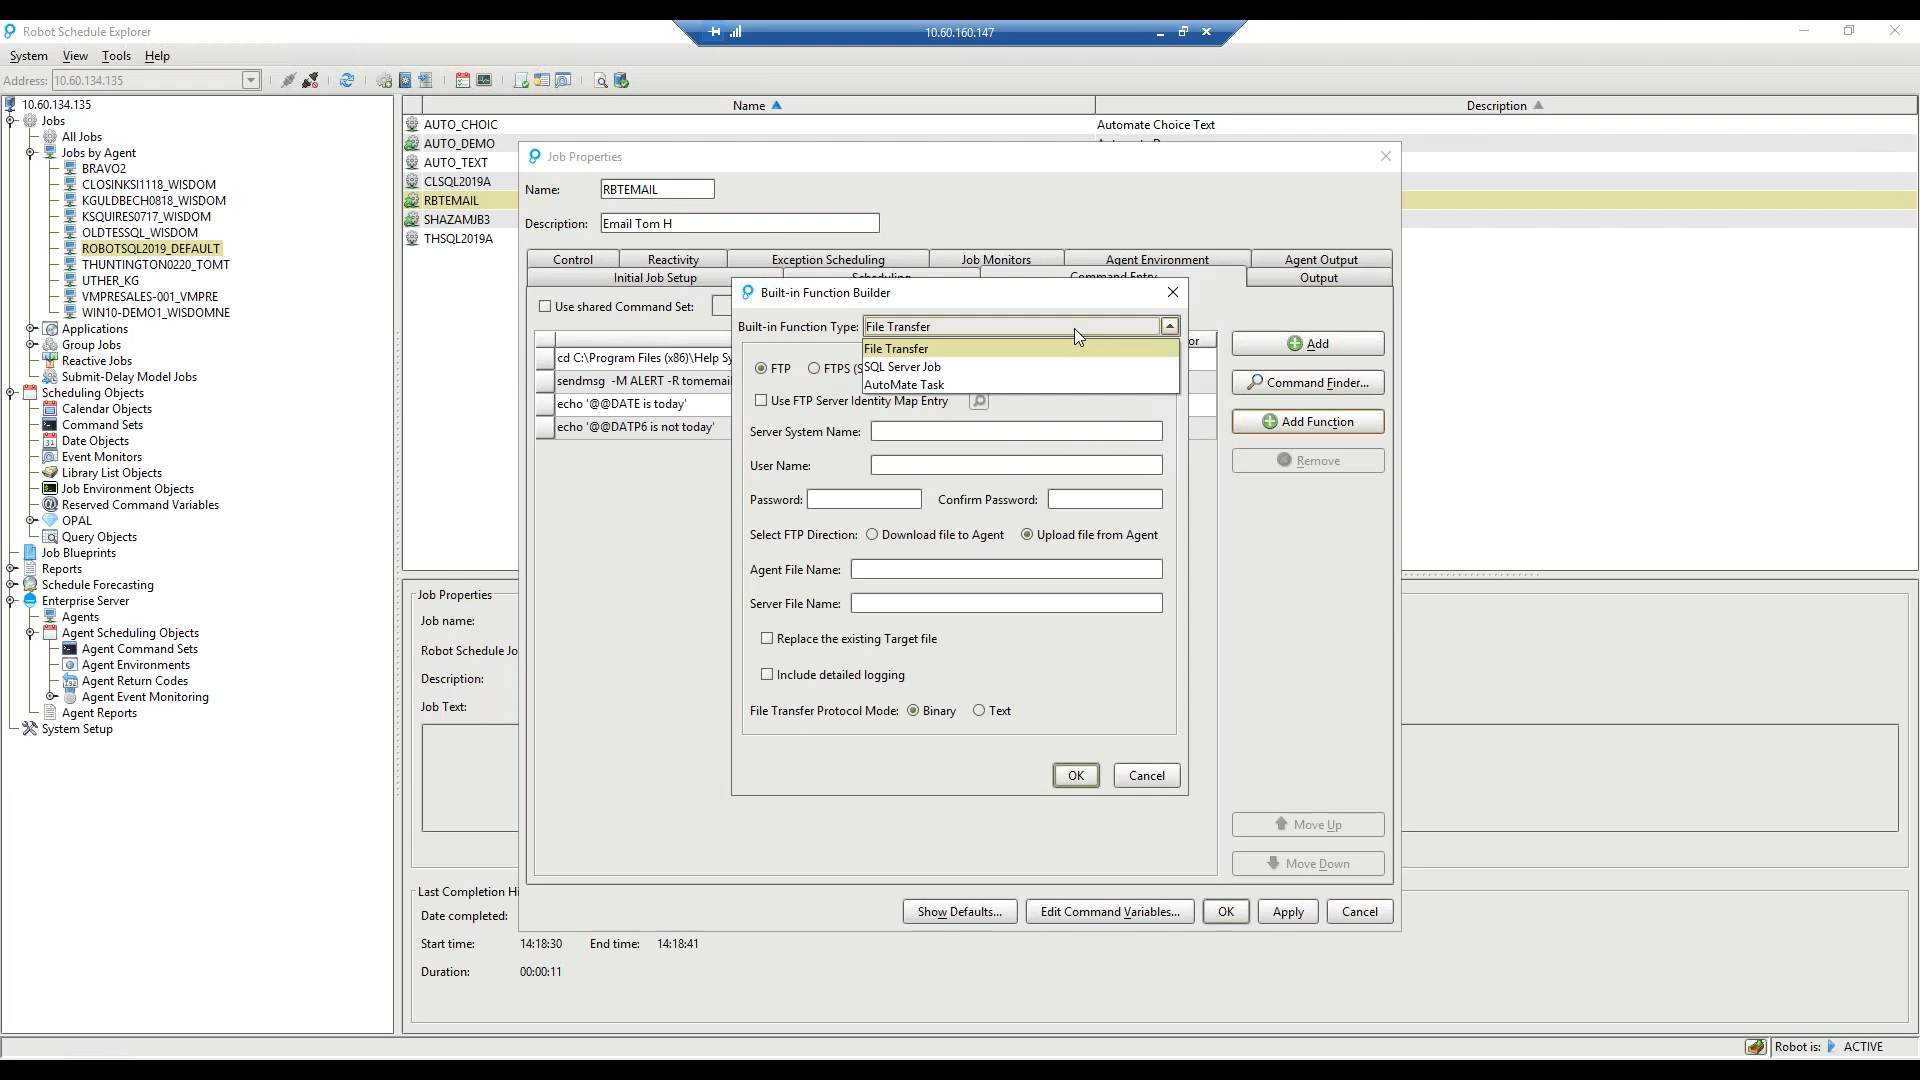 Robot Schedule Explorer
10.60.160.147
System View Tools Help
Address: 10.60.134.135
10.60.134.135
Jobs
All Jobs
Jobs by Agent
BRAVO2
CLOSINKSI1118_WISDOM
KGULDBECH0818_WISDOM
KSQUIRES0717_WISDOM
OLDTESSQL_WISDOM
ROBOTSQL2019_DEFAULT
THUNTINGTON0220_TOMT
UTHER_KG
VMPRESALES-001_VMPRE
WIN10-DEMO1_WISDOMNE
Applications
Group Jobs
Reactive Jobs
Submit-Delay Model Jobs
Scheduling Objects
Calendar Objects
Command Sets
Date Objects
Event Monitors
Library List Objects
Job Environment Objects
Reserved Command Variables
OPAL
Query Objects
Job Blueprints
Reports
Schedule Forecasting
Enterprise Server
Agents
Agent Scheduling Objects
Agent Command Sets
Agent Environments
Agent Return Codes
Agent Event Monitoring
Agent Reports
System Setup
Name Description
AUTO_CHOIC Automate Choice Text
AUTO_DEMO
AUTO_TEXT
CLSQL2019A
RBTEMAIL
SHAZAMJB3
THSQL2019A
Job Properties
Name: RBTEMAIL
Description: Email Tom H
Control Reactivity Exception Scheduling Job Monitors Agent Environment Agent Output
Initial Job Setup Scheduling Command Entry Output
Use shared Command Set:
cd C:\Program Files (x86)\Help Sy
sendmsg -M ALERT -R tomemail
echo '@@DATE is today'
echo '@@DATP6 is not today'
Add
Command Finder...
Add Function
Remove
Move Up
Move Down
Show Defaults... Edit Command Variables... OK Apply Cancel
Built-in Function Builder
Built-in Function Type: File Transfer
File Transfer
SQL Server Job
AutoMate Task
FTP FTPS (S
Use FTP Server Identity Map Entry
Server System Name:
User Name:
Password: Confirm Password:
Select FTP Direction: Download file to Agent Upload file from Agent
Agent File Name:
Server File Name:
Replace the existing Target file
Include detailed logging
File Transfer Protocol Mode: Binary Text
OK Cancel
Job Properties
Job name:
Robot Schedule Jo
Description:
Job Text:
Last Completion Hi
Date completed:
Start time: 14:18:30 End time: 14:18:41
Duration: 00:00:11
Robot is: ACTIVE